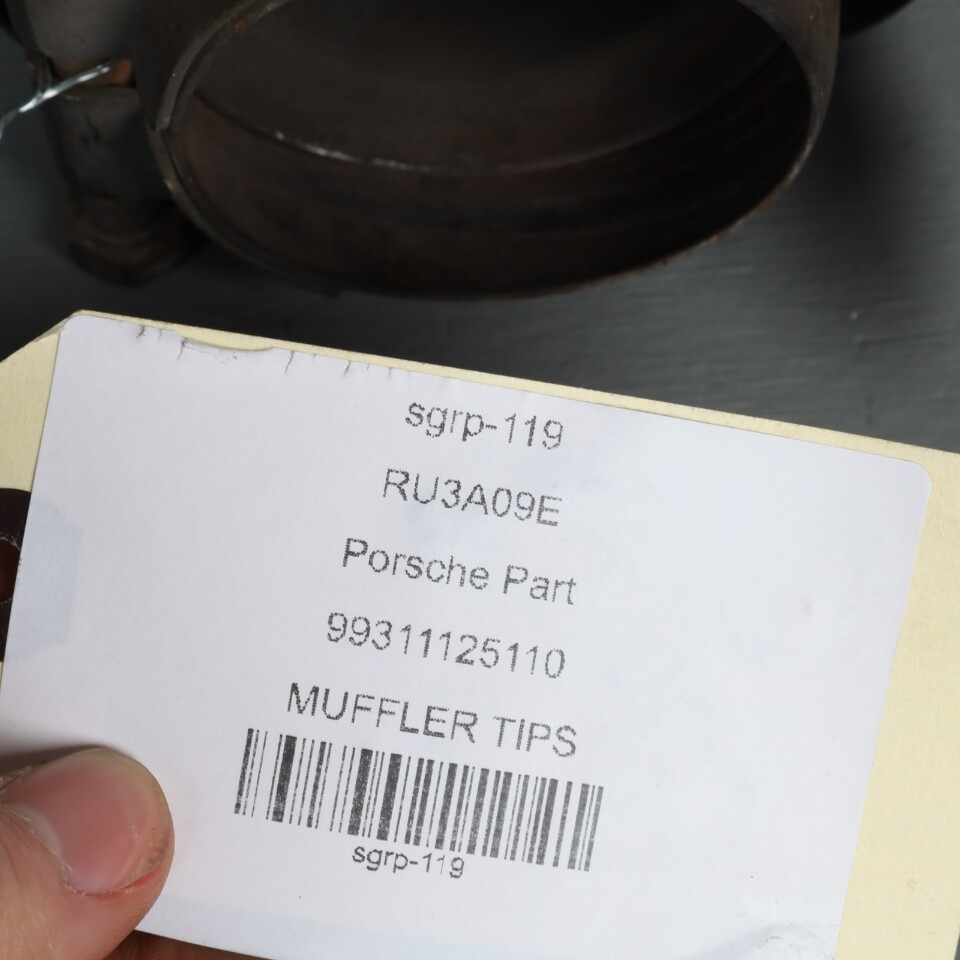 sgrp-119
RU3A09E
Porsche Part
99311125110
MUFFLER TIPS
sgrp-119